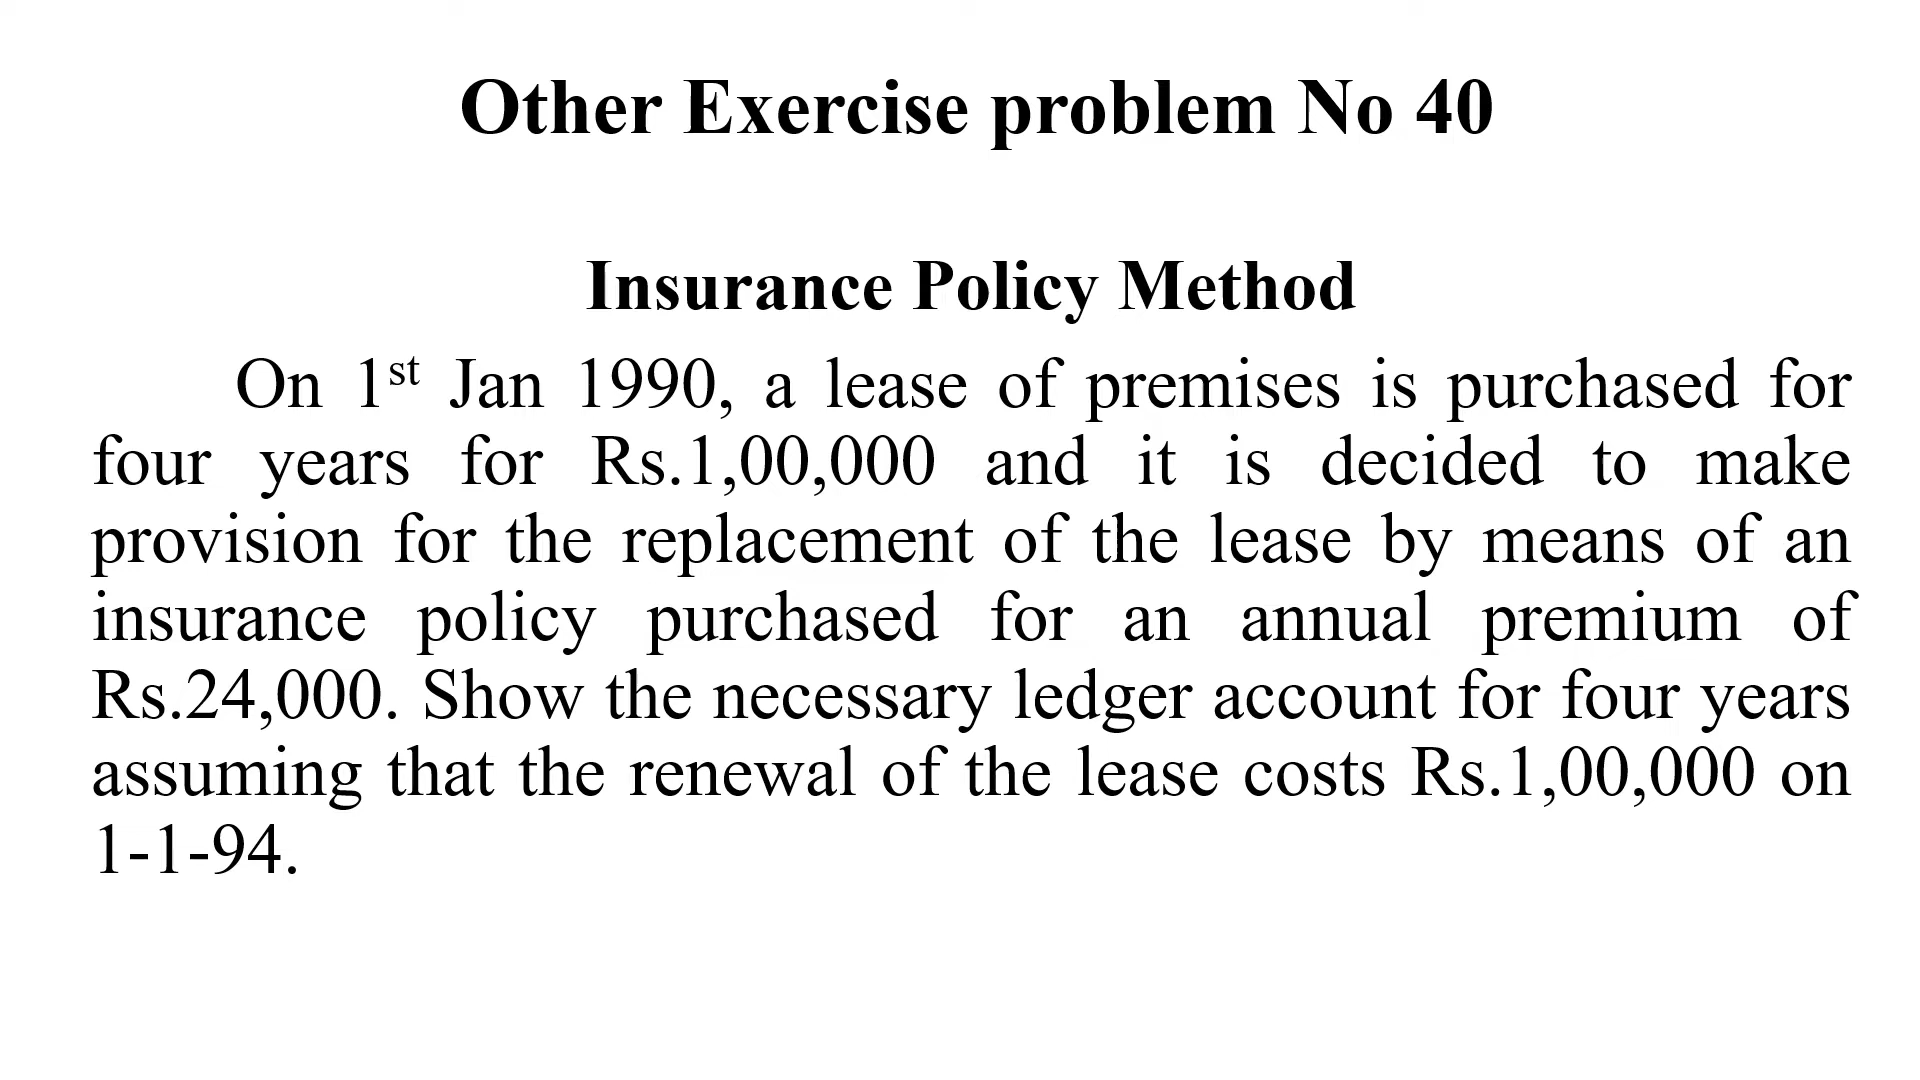 Other Exercise problem No 40
Insurance Policy Method
On 1st Jan 1990, a lease of premises is purchased for
four years for Rs.1,00,000 and it is decided to make
provision for the replacement of the lease by means of an
insurance policy purchased for an annual premium of
Rs.24,000. Show the necessary ledger account for four years
assuming that the renewal of the lease costs Rs.1,00,000 on
1-1-94.